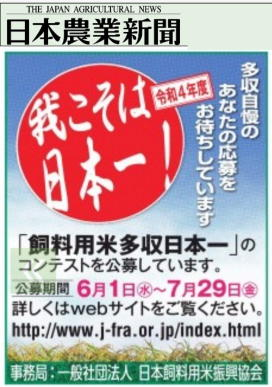 THE JAPAN AGRICULTURAL NEWS
日本農業新聞
令和4年度
我こそは
日本一！
多収自慢の
あなたの応募を
お待ちしています
「飼料用米多収日本一」の
コンテストを公募しています。
公募期間 6月1日㊌〜7月29日㊎
詳しくはwebサイトをご覧ください。
http://www.j-fra.or.jp/index.html
事務局：一般社団法人 日本飼料用米振興協会